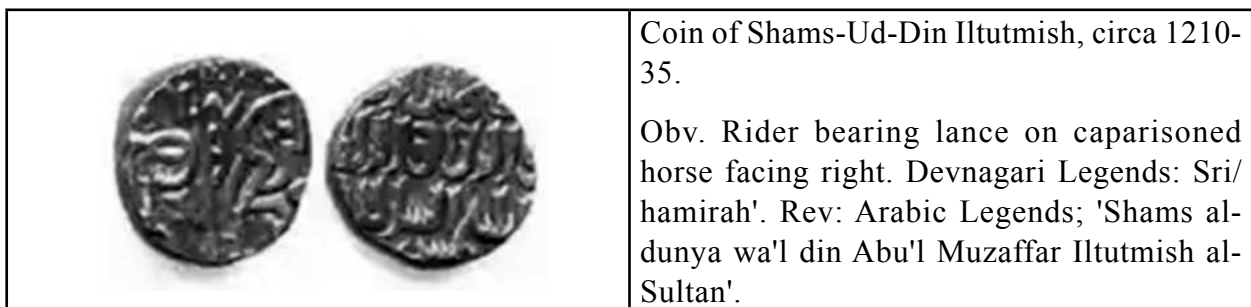 Coin of Shams-Ud-Din Iltutmish, circa 1210-
35.
Obv. Rider bearing lance on caparisoned
horse facing right. Devnagari Legends: Sri/
hamirah'. Rev: Arabic Legends; 'Shams al-
dunya wa'l din Abu'l Muzaffar Iltutmish al-
Sultan'.